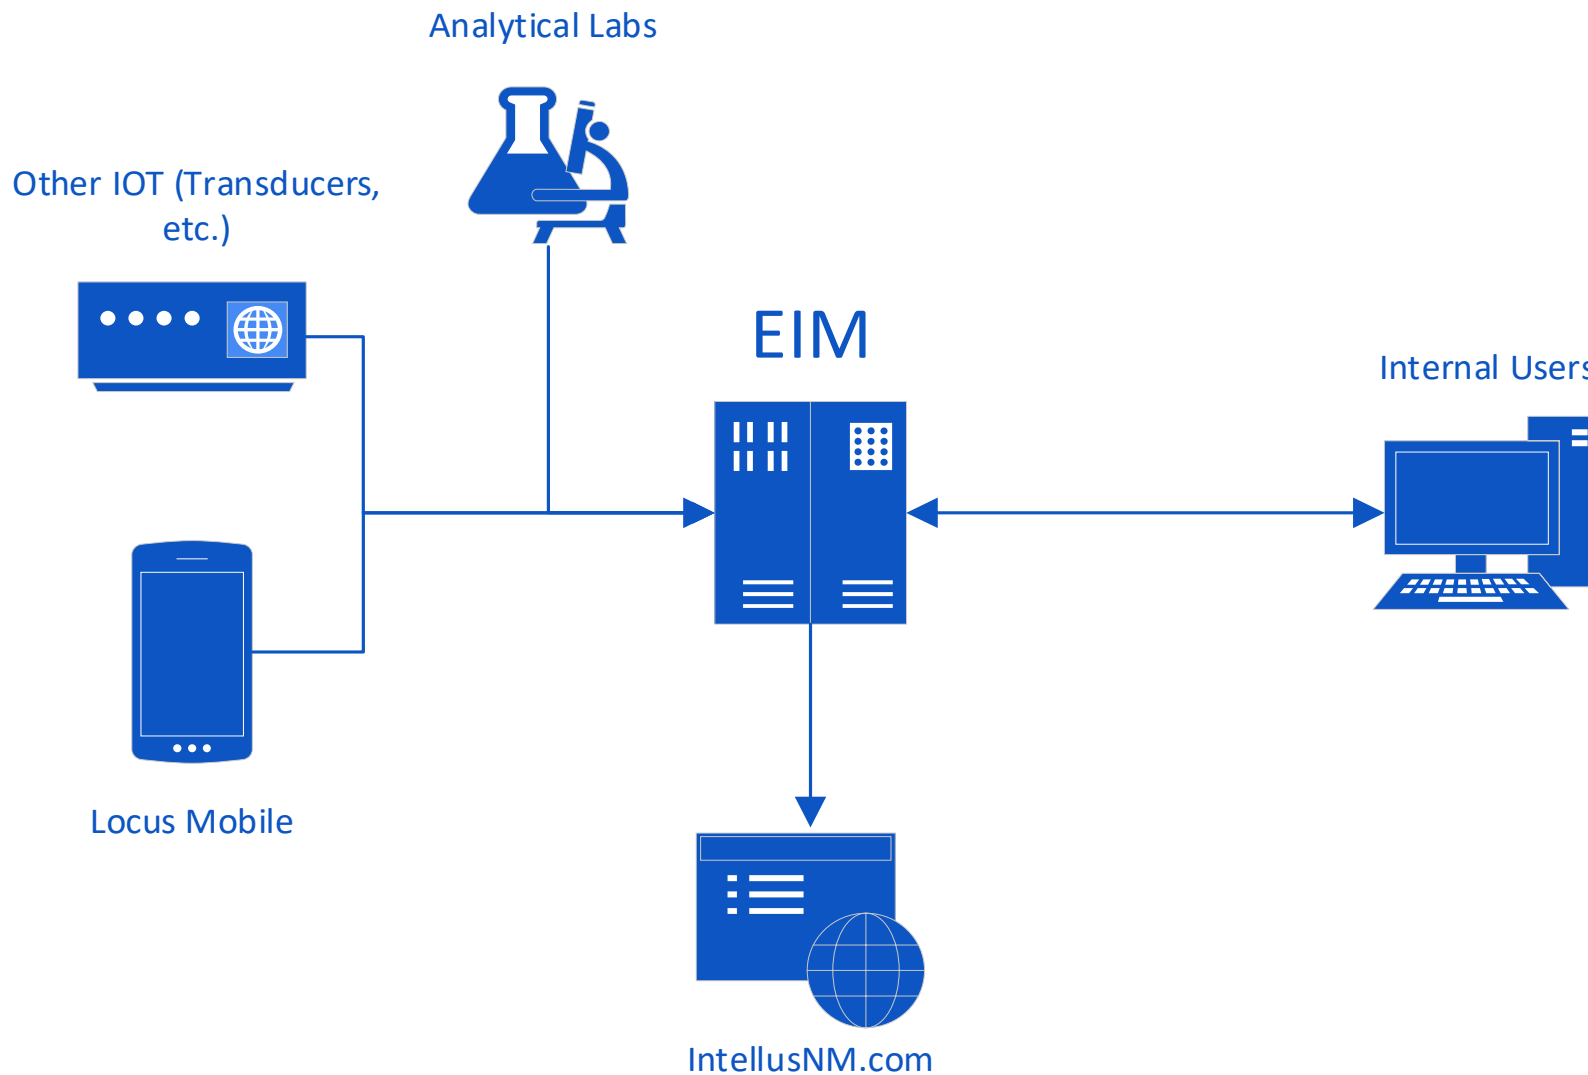 Analytical Labs
Other IOT (Transducers,
etc.)
EIM
Internal Users
Locus Mobile
IntellusNM.com